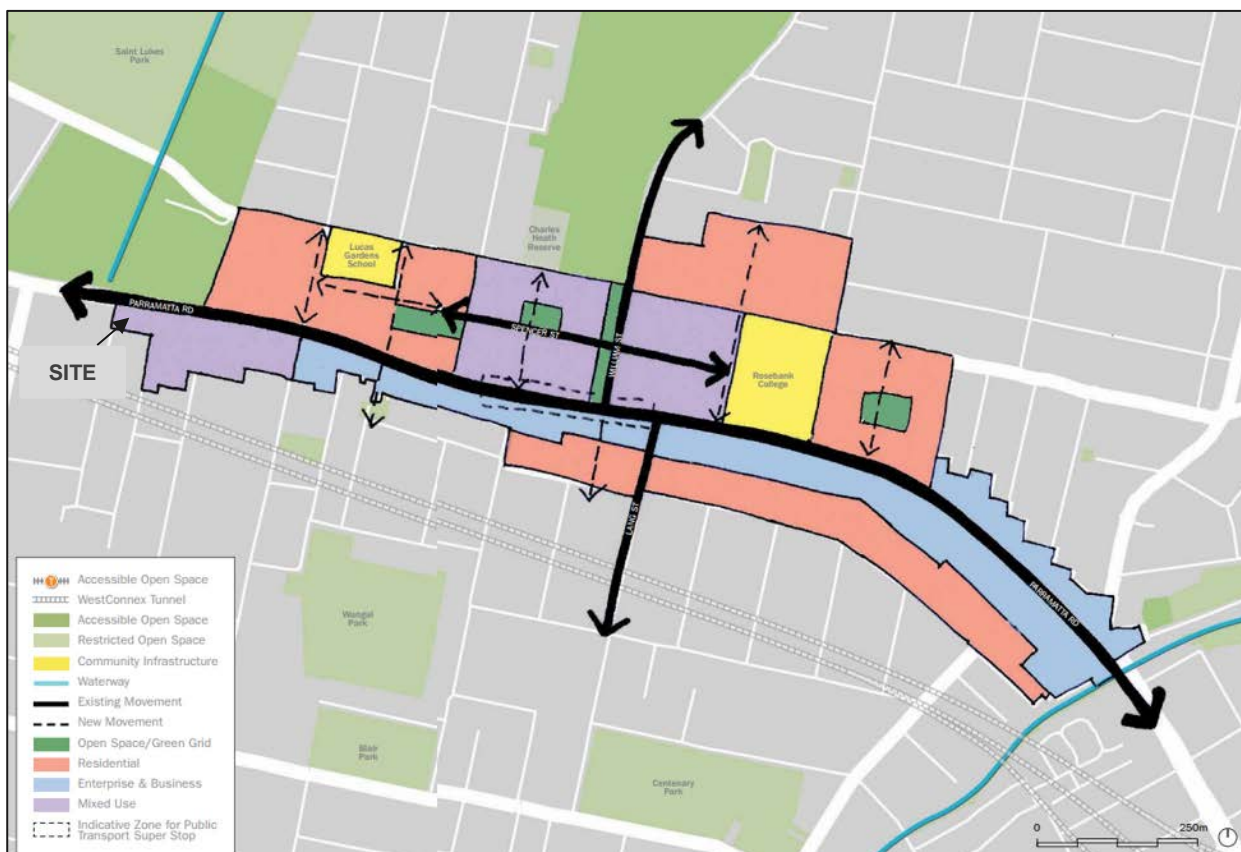 Saint Lukes
Park
Charles
Heath
Reserve
Lucas
Gardens
School
PARRAMATTA RD
SPENCER ST
WILLIAM ST
SITE
Rosebank
College
LANG ST
PARRAMATTA RD
Wangal
Park
Blair
Park
Centenary
Park
T Accessible Open Space
WestConnex Tunnel
Accessible Open Space
Restricted Open Space
Community Infrastructure
Waterway
Existing Movement
New Movement
Open Space/Green Grid
Residential
Enterprise & Business
Mixed Use
Indicative Zone for Public
Transport Super Stop
0 250m